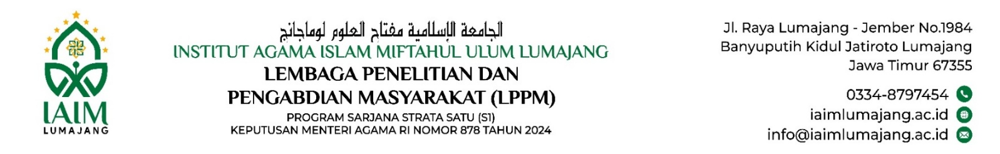 IAIM
LUMAJANG
الجامعة الإسلامية مفتاح العلوم لوماجانج
INSTITUT AGAMA ISLAM MIFTAHUL ULUM LUMAJANG
LEMBAGA PENELITIAN DAN
PENGABDIAN MASYARAKAT (LPPM)
PROGRAM SARJANA STRATA SATU (S1)
KEPUTUSAN MENTERI AGAMA RI NOMOR 878 TAHUN 2024
Jl. Raya Lumajang - Jember No.1984
Banyuputih Kidul Jatiroto Lumajang
Jawa Timur 67355
0334-8797454
iaimlumajang.ac.id
info@iaimlumajang.ac.id